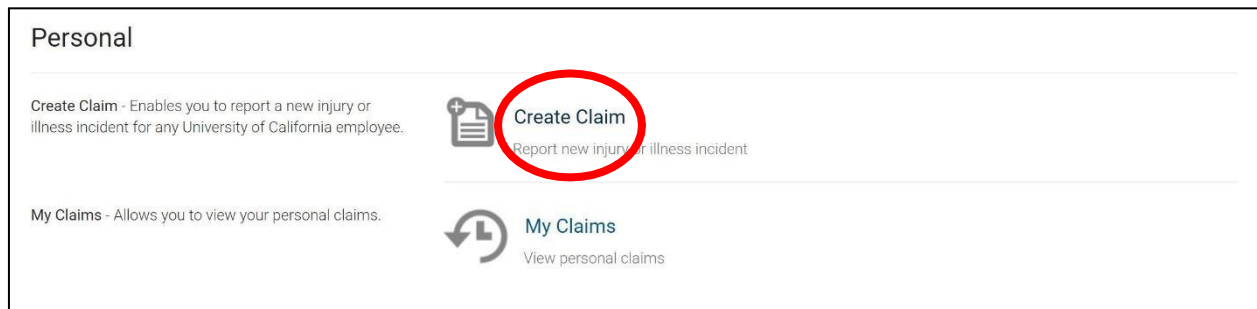 Personal
Create Claim - Enables you to report a new injury or
illness incident for any University of California employee.
Create Claim
Report new injury or illness incident
My Claims - Allows you to view your personal claims.
My Claims
View personal claims